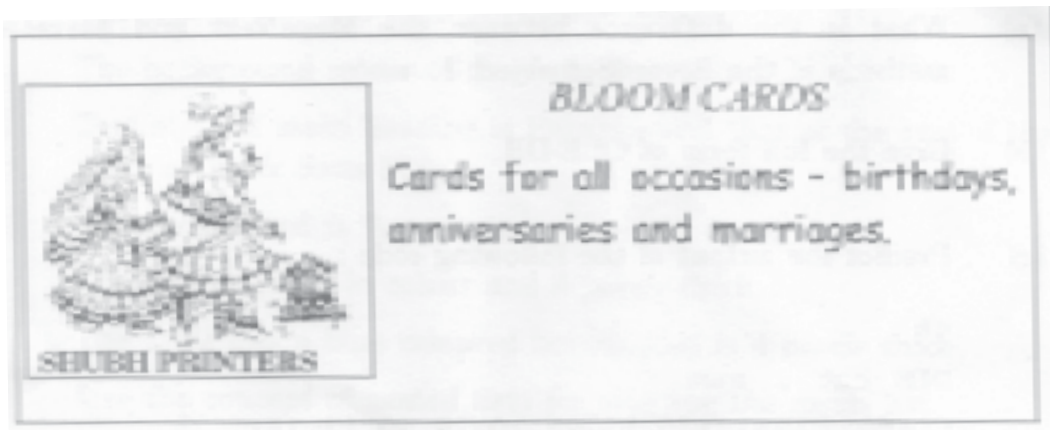 BLOOM CARDS
Cards for all occasions - birthdays,
anniversaries and marriages.
SHUBH PRINTERS